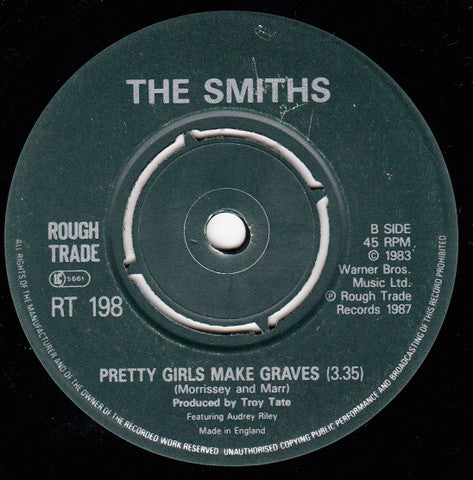 THE SMITHS
ROUGH
TRADE
LC 5661
RT 198
B SIDE
45 RPM
© 1983
Warner Bros.
Music Ltd.
℗ Rough Trade
Records 1987
PRETTY GIRLS MAKE GRAVES (3.35)
(Morrissey and Marr)
Produced by Troy Tate
Featuring Audrey Riley
Made in England
ALL RIGHTS OF THE MANUFACTURER AND OF THE OWNER OF THE RECORDED WORK RESERVED. UNAUTHORISED COPYING PUBLIC PERFORMANCE AND BROADCASTING OF THIS RECORD PROHIBITED